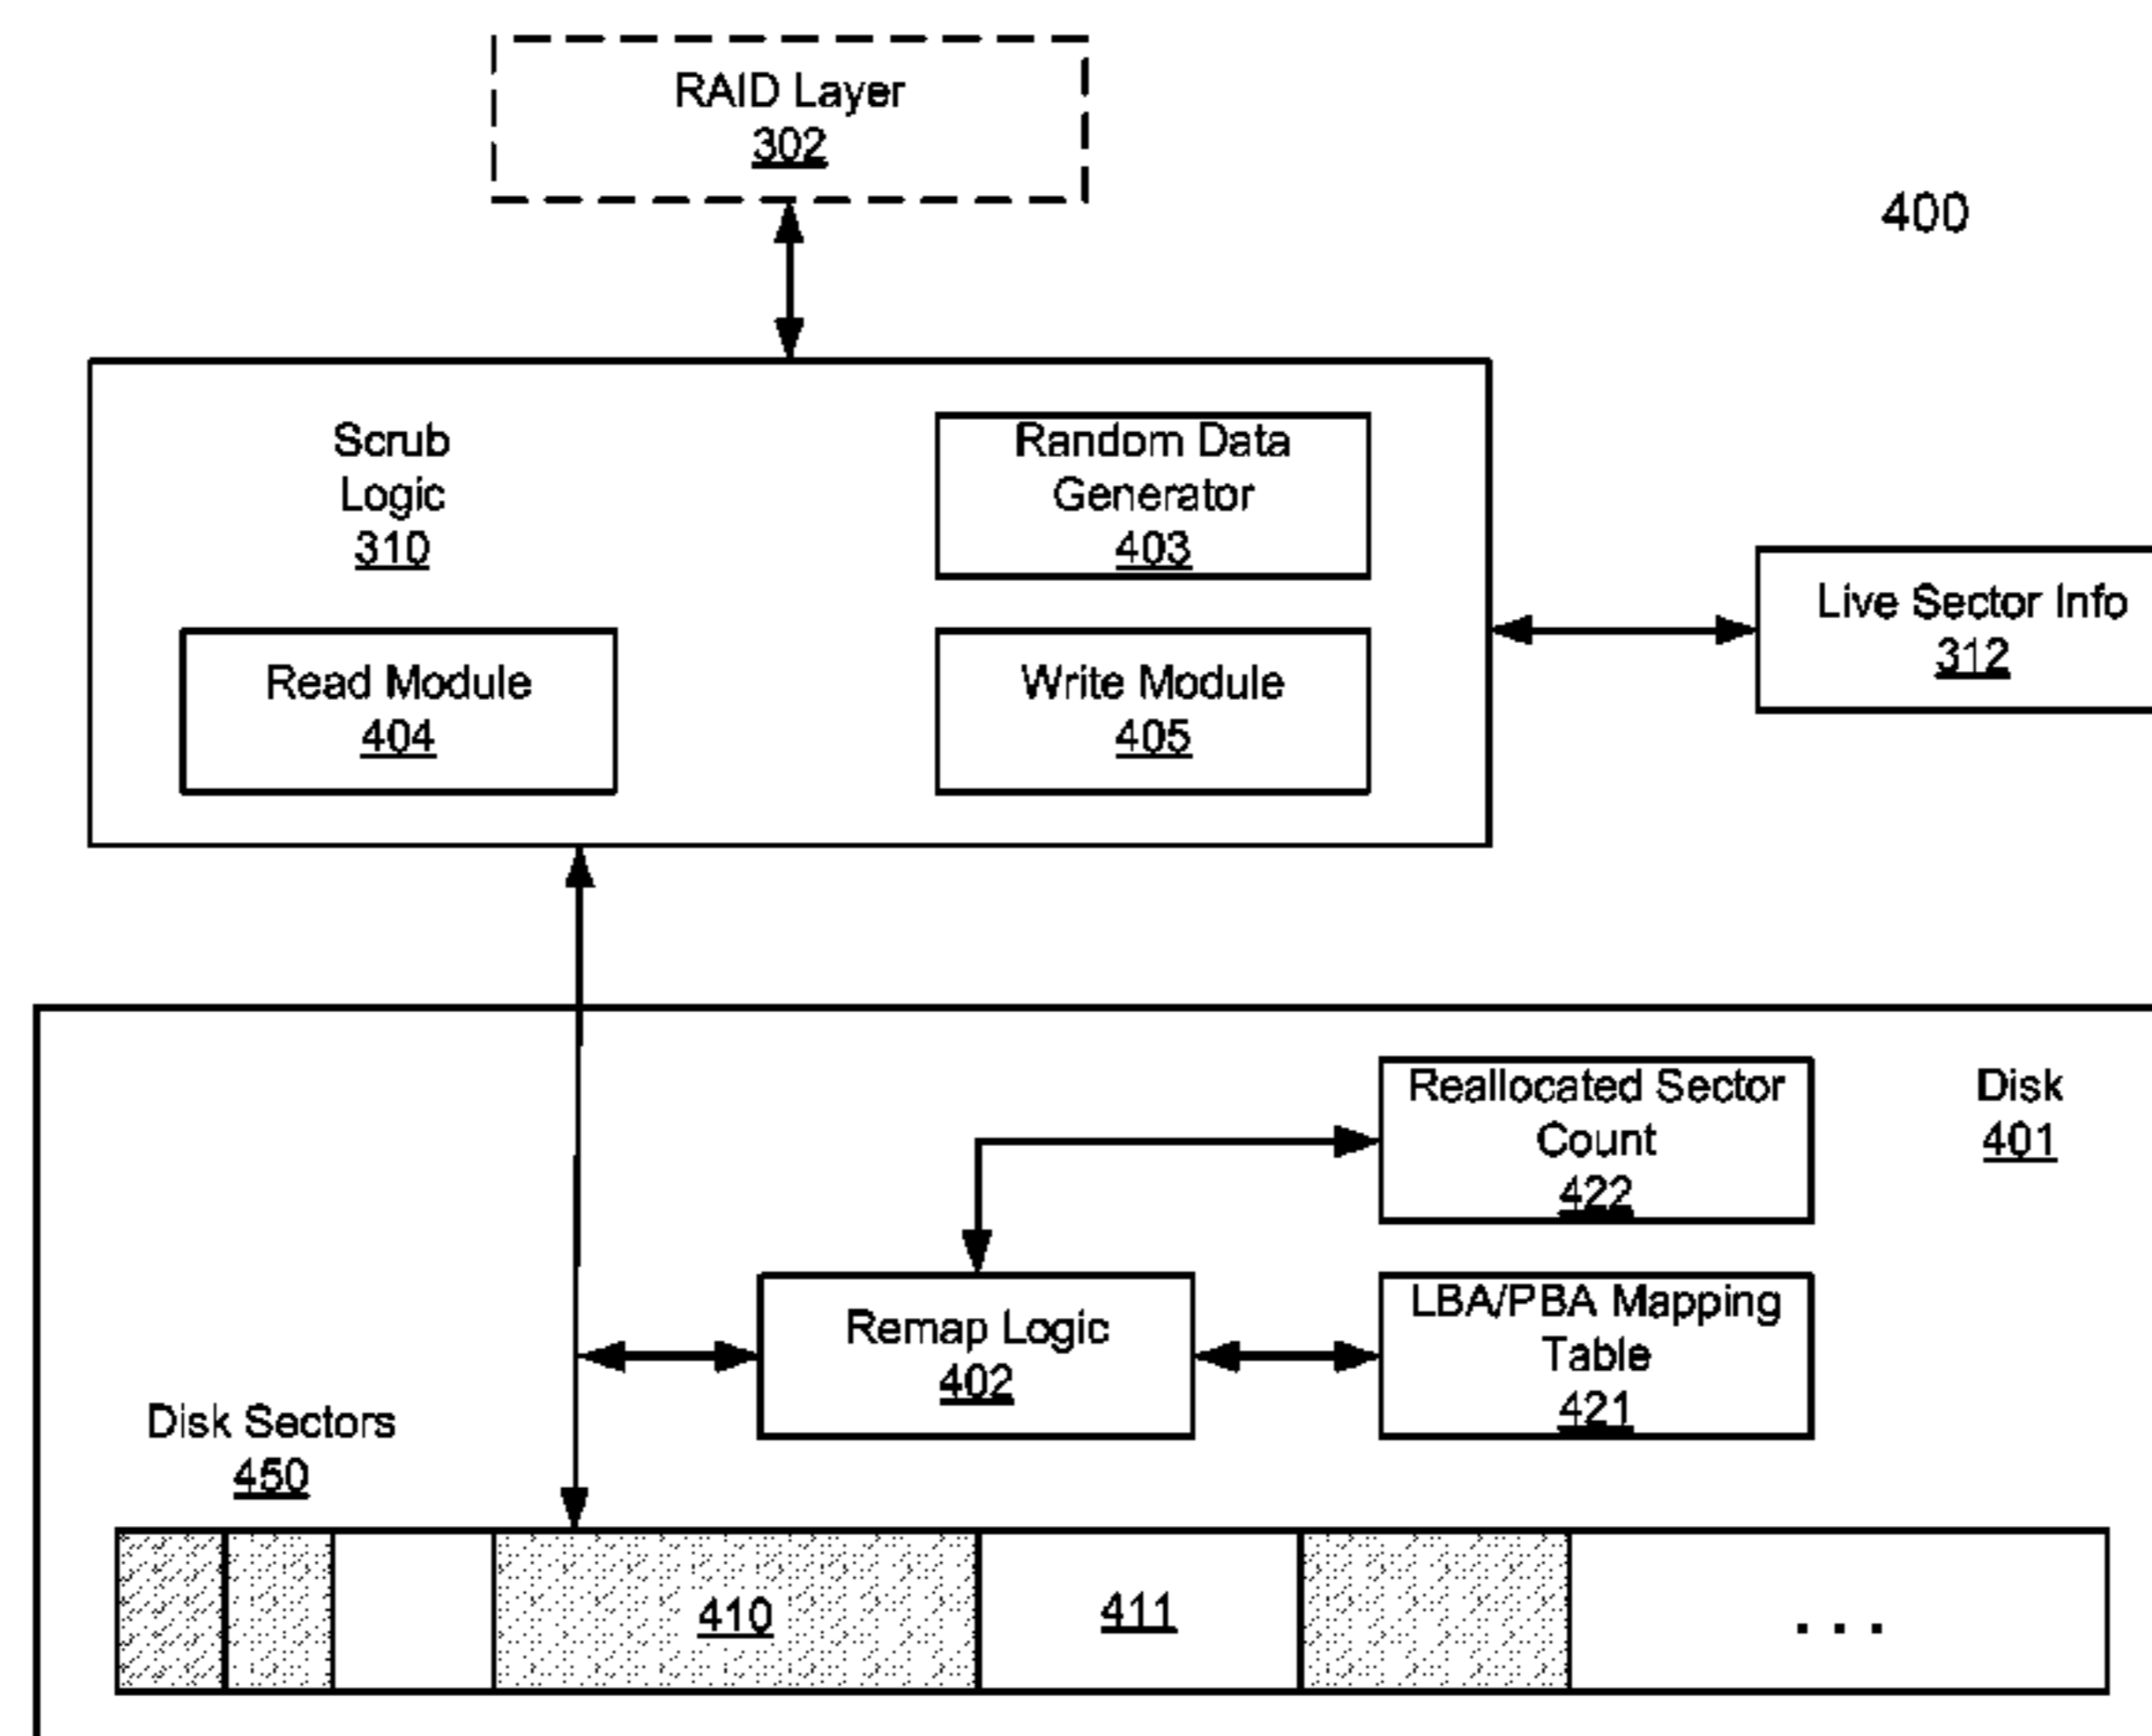 RAID Layer
302
400
Scrub
Logic
310
Random Data
Generator
403
Read Module
404
Write Module
405
Live Sector Info
312
Reallocated Sector
Count
422
Disk
401
Remap Logic
402
LBA/PBA Mapping
Table
421
Disk Sectors
450
410
411
. . .